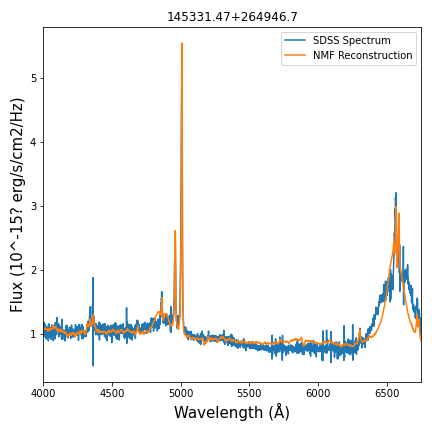 145331.47+264946.7
SDSS Spectrum
NMF Reconstruction
5
4
3
2
1
Flux (10^-15? erg/s/cm2/Hz)
4000 4500 5000 5500 6000 6500
Wavelength (Å)